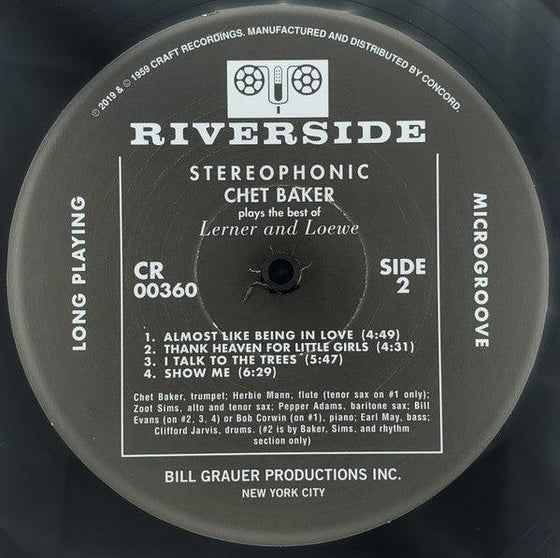 ℗ 2019 & © 1959 CRAFT RECORDINGS. MANUFACTURED AND DISTRIBUTED BY CONCORD.
RIVERSIDE
STEREOPHONIC
CHET BAKER
plays the best of
Lerner and Loewe
LONG PLAYING
MICROGROOVE
CR
00360
SIDE
2
1. ALMOST LIKE BEING IN LOVE (4:49)
2. THANK HEAVEN FOR LITTLE GIRLS (4:31)
3. I TALK TO THE TREES (5:47)
4. SHOW ME (6:29)
Chet Baker, trumpet; Herbie Mann, flute (tenor sax on #1 only);
Zoot Sims, alto and tenor sax; Pepper Adams, baritone sax; Bill
Evans (on #2, 3, 4) or Bob Corwin (on #1), piano; Earl May, bass;
Clifford Jarvis, drums. (#2 is by Baker, Sims, and rhythm
section only)
BILL GRAUER PRODUCTIONS INC.
NEW YORK CITY